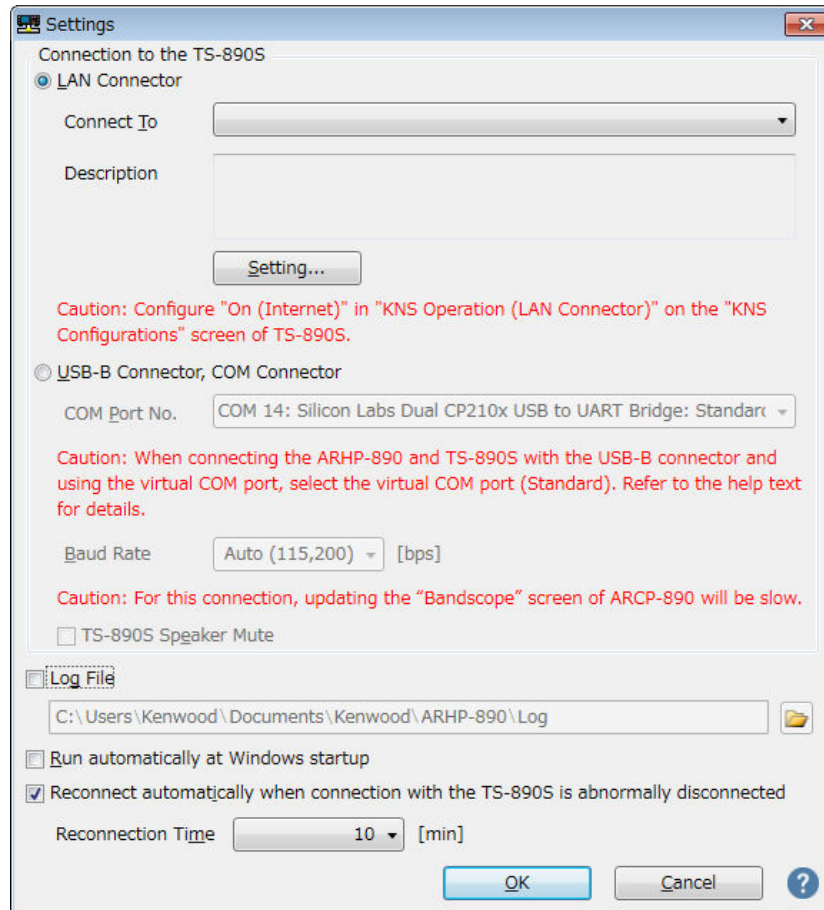 Settings
Connection to the TS-890S
LAN Connector
Connect To
Description
Setting...
Caution: Configure "On (Internet)" in "KNS Operation (LAN Connector)" on the "KNS
Configurations" screen of TS-890S.
USB-B Connector, COM Connector
COM Port No.
COM 14: Silicon Labs Dual CP210x USB to UART Bridge: Standard
Caution: When connecting the ARHP-890 and TS-890S with the USB-B connector and
using the virtual COM port, select the virtual COM port (Standard). Refer to the help text
for details.
Baud Rate
Auto (115,200)
[bps]
Caution: For this connection, updating the “Bandscope” screen of ARCP-890 will be slow.
TS-890S Speaker Mute
Log File
C:\Users\Kenwood\Documents\Kenwood\ARHP-890\Log
Run automatically at Windows startup
Reconnect automatically when connection with the TS-890S is abnormally disconnected
Reconnection Time
10
[min]
OK
Cancel
?